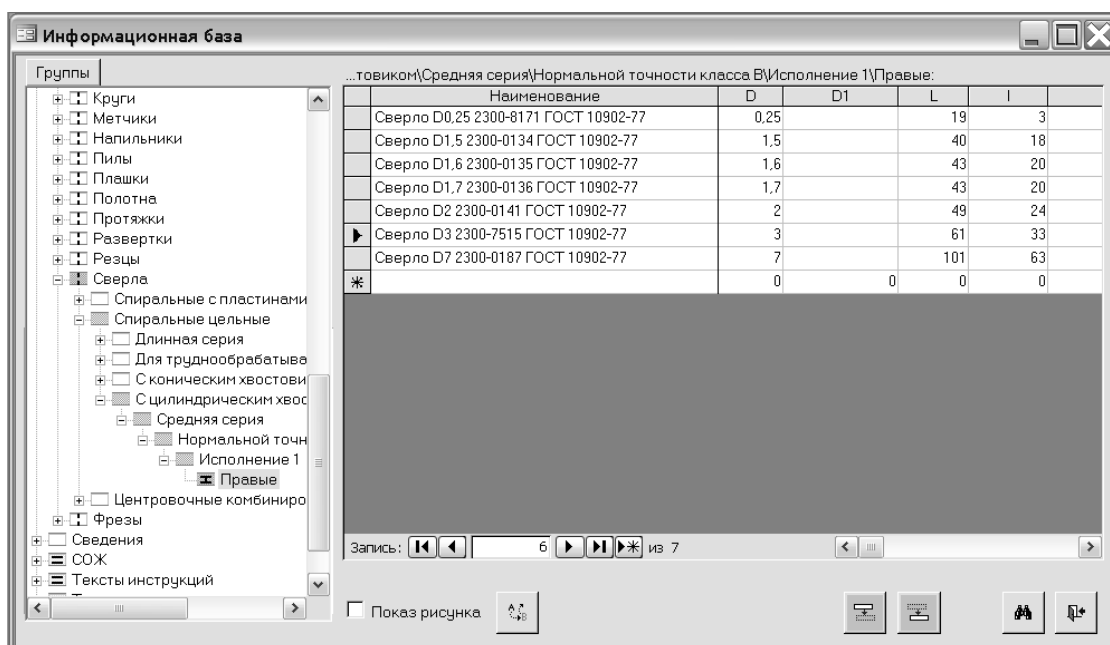 Информационная база
Группы
Круги
Метчики
Напильники
Пилы
Плашки
Полотна
Протяжки
Развертки
Резцы
Сверла
Спиральные с пластинами
Спиральные цельные
Длинная серия
Для труднообрабатыва
С коническим хвостови
С цилиндрическим хвос
Средняя серия
Нормальной точн
Исполнение 1
Правые
Центровочные комбиниро
Фрезы
Сведения
СОЖ
Тексты инструкций
...товиком\Средняя серия\Нормальной точности класса В\Исполнение 1\Правые:
Наименование D D1 L l
Сверло D0,25 2300-8171 ГОСТ 10902-77 0,25 19 3
Сверло D1,5 2300-0134 ГОСТ 10902-77 1,5 40 18
Сверло D1,6 2300-0135 ГОСТ 10902-77 1,6 43 20
Сверло D1,7 2300-0136 ГОСТ 10902-77 1,7 43 20
Сверло D2 2300-0141 ГОСТ 10902-77 2 49 24
Сверло D3 2300-7515 ГОСТ 10902-77 3 61 33
Сверло D7 2300-0187 ГОСТ 10902-77 7 101 63
0 0 0 0
Запись: 6 из 7
Показ рисунка